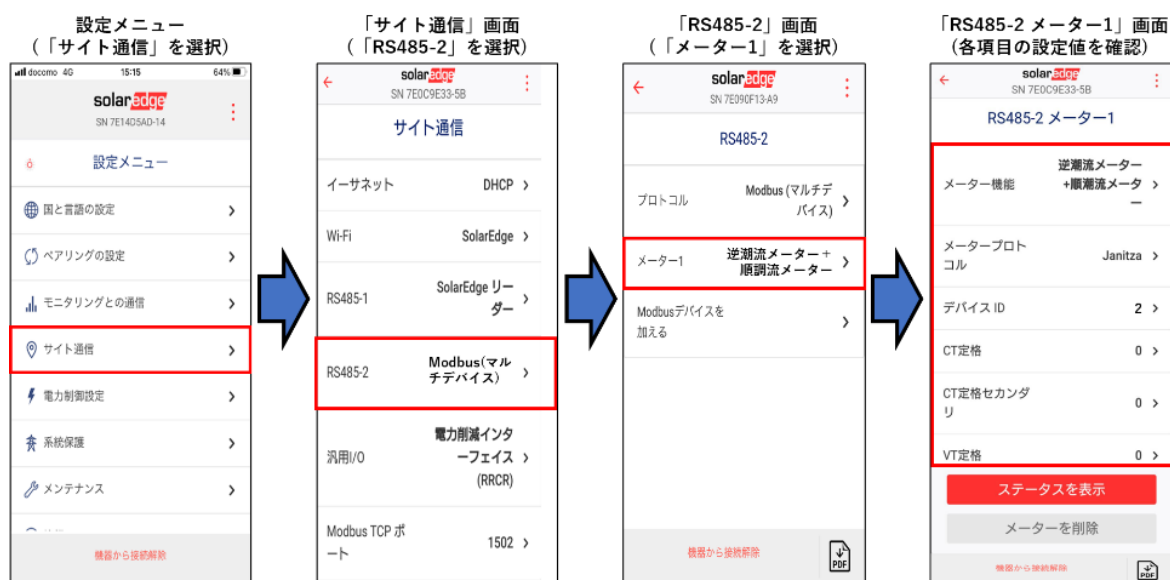 設定メニュー
(「サイト通信」を選択)
docomo 4G 15:15 64%
solaredge
SN 7E14D5AD-14
設定メニュー
国と言語の設定
ペアリングの設定
モニタリングとの通信
サイト通信
電力制御設定
系統保護
メンテナンス
機器から接続解除
「サイト通信」画面
(「RS485-2」を選択)
solaredge
SN 7E0C9E33-5B
サイト通信
イーサネット DHCP
Wi-Fi SolarEdge
RS485-1 SolarEdge リー
ダー
RS485-2 Modbus(マル
チデバイス)
汎用I/O 電力削減インタ
ーフェイス
(RRCR)
Modbus TCP ポ
ート 1502
「RS485-2」画面
(「メーター1」を選択)
solaredge
SN 7E090F13-A9
RS485-2
プロトコル Modbus (マルチデ
バイス)
メーター1 逆潮流メーター+
順調流メーター
Modbusデバイスを
加える
機器から接続解除
PDF
「RS485-2 メーター1」画面
(各項目の設定値を確認)
solaredge
SN 7E0C9E33-5B
RS485-2 メーター1
メーター機能 逆潮流メーター
+順潮流メータ
ー
メータープロト
コル Janitza
デバイス ID 2
CT定格 0
CT定格セカンダ
リ 0
VT定格 0
ステータスを表示
メーターを削除
機器から接続解除
PDF